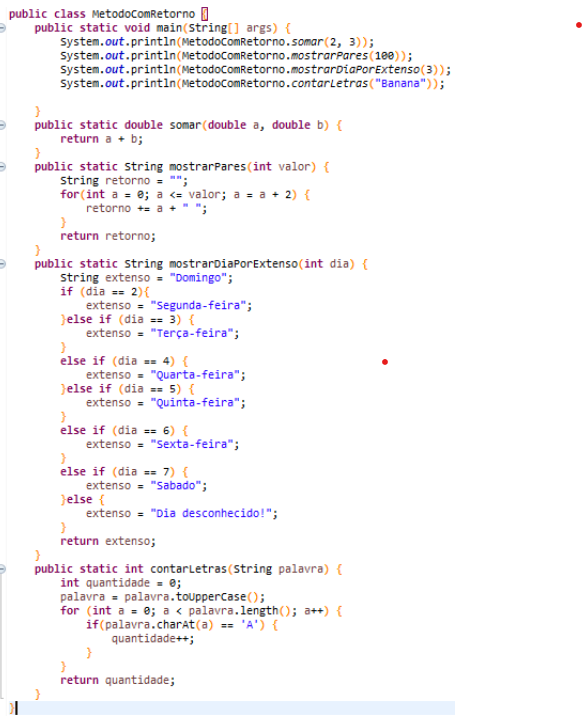 public class MetodoComRetorno {
public static void main(String[] args) {
System.out.println(MetodoComRetorno.somar(2, 3));
System.out.println(MetodoComRetorno.mostrarPares(100));
System.out.println(MetodoComRetorno.mostrarDiaPorExtenso(3));
System.out.println(MetodoComRetorno.contarLetras("Banana"));
}
public static double somar(double a, double b) {
return a + b;
}
public static String mostrarPares(int valor) {
String retorno = "";
for(int a = 0; a <= valor; a = a + 2) {
retorno += a + " ";
}
return retorno;
}
public static String mostrarDiaPorExtenso(int dia) {
String extenso = "Domingo";
if (dia == 2){
extenso = "Segunda-feira";
}else if (dia == 3) {
extenso = "Terça-feira";
}
else if (dia == 4) {
extenso = "Quarta-feira";
}else if (dia == 5) {
extenso = "Quinta-feira";
}
else if (dia == 6) {
extenso = "Sexta-feira";
}
else if (dia == 7) {
extenso = "Sabado";
}else {
extenso = "Dia desconhecido!";
}
return extenso;
}
public static int contarLetras(String palavra) {
int quantidade = 0;
palavra = palavra.toUpperCase();
for (int a = 0; a < palavra.length(); a++) {
if(palavra.charAt(a) == 'A') {
quantidade++;
}
}
return quantidade;
}
}